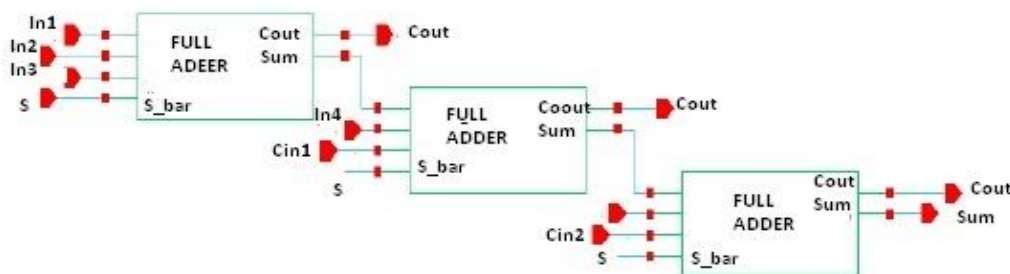 In1
In2
In3
S
FULL
ADEER
S_bar
Cout
Sum
Cout
In4
Cin1
S
FULL
ADDER
S_bar
Coout
Sum
Cout
Cin2
S
FULL
ADDER
S_bar
Cout
Sum
Cout
Sum